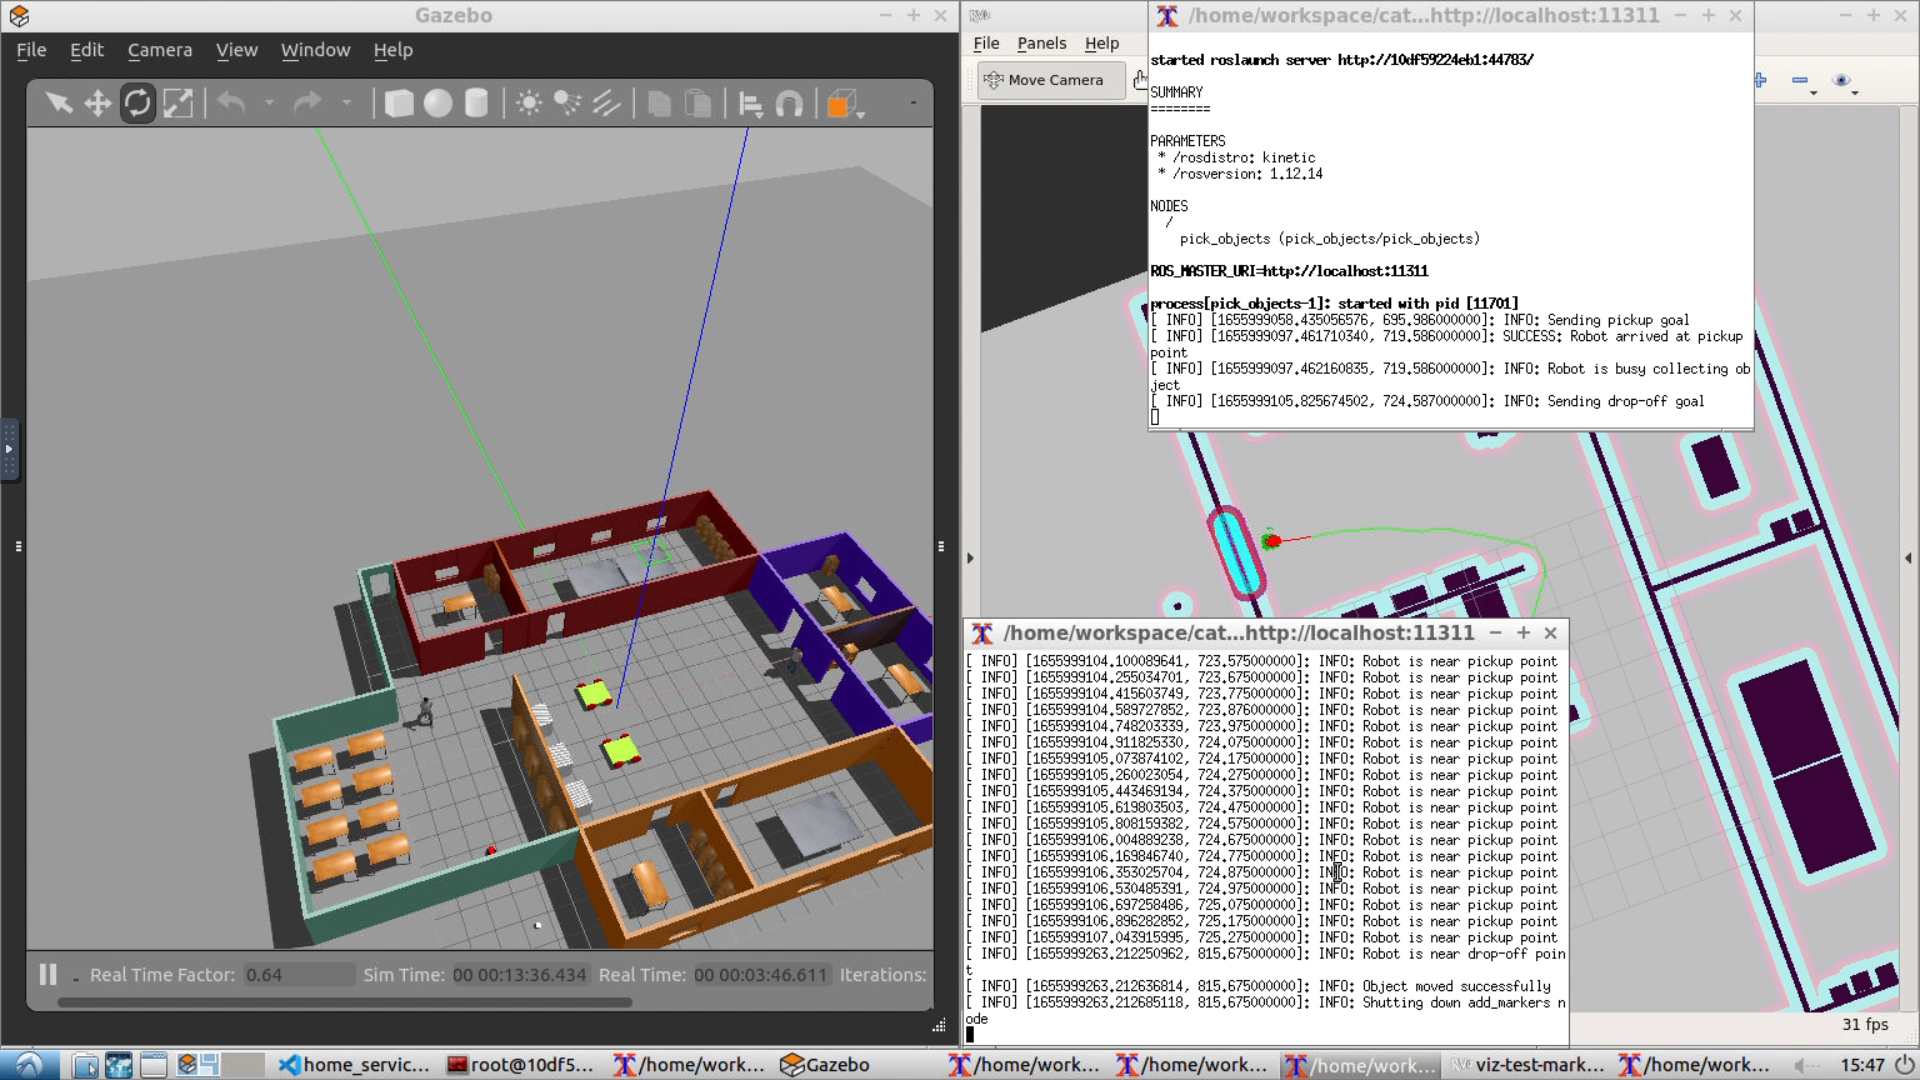 Gazebo
File Edit Camera View Window Help
Real Time Factor: 0.64 Sim Time: 00 00:13:36.434 Real Time: 00 00:03:46.611 Iterations:
File Panels Help
Move Camera
/home/workspace/cat...http://localhost:11311
started roslaunch server http://10df59224eb1:44783/
SUMMARY
========
PARAMETERS
* /rosdistro: kinetic
* /rosversion: 1.12.14
NODES
/
pick_objects (pick_objects/pick_objects)
ROS_MASTER_URI=http://localhost:11311
process[pick_objects-1]: started with pid [11701]
[ INFO] [1655999058.435056576, 695.986000000]: INFO: Sending pickup goal
[ INFO] [1655999097.461710340, 719.586000000]: SUCCESS: Robot arrived at pickup
point
[ INFO] [1655999097.462160835, 719.586000000]: INFO: Robot is busy collecting ob
ject
[ INFO] [1655999105.825674502, 724.587000000]: INFO: Sending drop-off goal
/home/workspace/cat...http://localhost:11311
[ INFO] [1655999104.100089641, 723.575000000]: INFO: Robot is near pickup point
[ INFO] [1655999104.255034701, 723.675000000]: INFO: Robot is near pickup point
[ INFO] [1655999104.415603749, 723.775000000]: INFO: Robot is near pickup point
[ INFO] [1655999104.589727852, 723.876000000]: INFO: Robot is near pickup point
[ INFO] [1655999104.748203339, 723.975000000]: INFO: Robot is near pickup point
[ INFO] [1655999104.911825330, 724.075000000]: INFO: Robot is near pickup point
[ INFO] [1655999105.073874102, 724.175000000]: INFO: Robot is near pickup point
[ INFO] [1655999105.260023054, 724.275000000]: INFO: Robot is near pickup point
[ INFO] [1655999105.443469194, 724.375000000]: INFO: Robot is near pickup point
[ INFO] [1655999105.619803503, 724.475000000]: INFO: Robot is near pickup point
[ INFO] [1655999105.808159382, 724.575000000]: INFO: Robot is near pickup point
[ INFO] [1655999106.004889238, 724.675000000]: INFO: Robot is near pickup point
[ INFO] [1655999106.169846740, 724.775000000]: INFO: Robot is near pickup point
[ INFO] [1655999106.353025704, 724.875000000]: INFO: Robot is near pickup point
[ INFO] [1655999106.530485391, 724.975000000]: INFO: Robot is near pickup point
[ INFO] [1655999106.697258486, 725.075000000]: INFO: Robot is near pickup point
[ INFO] [1655999106.896282852, 725.175000000]: INFO: Robot is near pickup point
[ INFO] [1655999107.043915995, 725.275000000]: INFO: Robot is near pickup point
[ INFO] [1655999263.212250962, 815.675000000]: INFO: Robot is near drop-off poin
t
[ INFO] [1655999263.212636814, 815.675000000]: INFO: Object moved successfully
[ INFO] [1655999263.212685118, 815.675000000]: INFO: Shutting down add_markers n
ode
31 fps
home_servic... root@10df5... /home/work... Gazebo /home/work... /home/work... /home/work... viz-test-mark... /home/work... 15:47